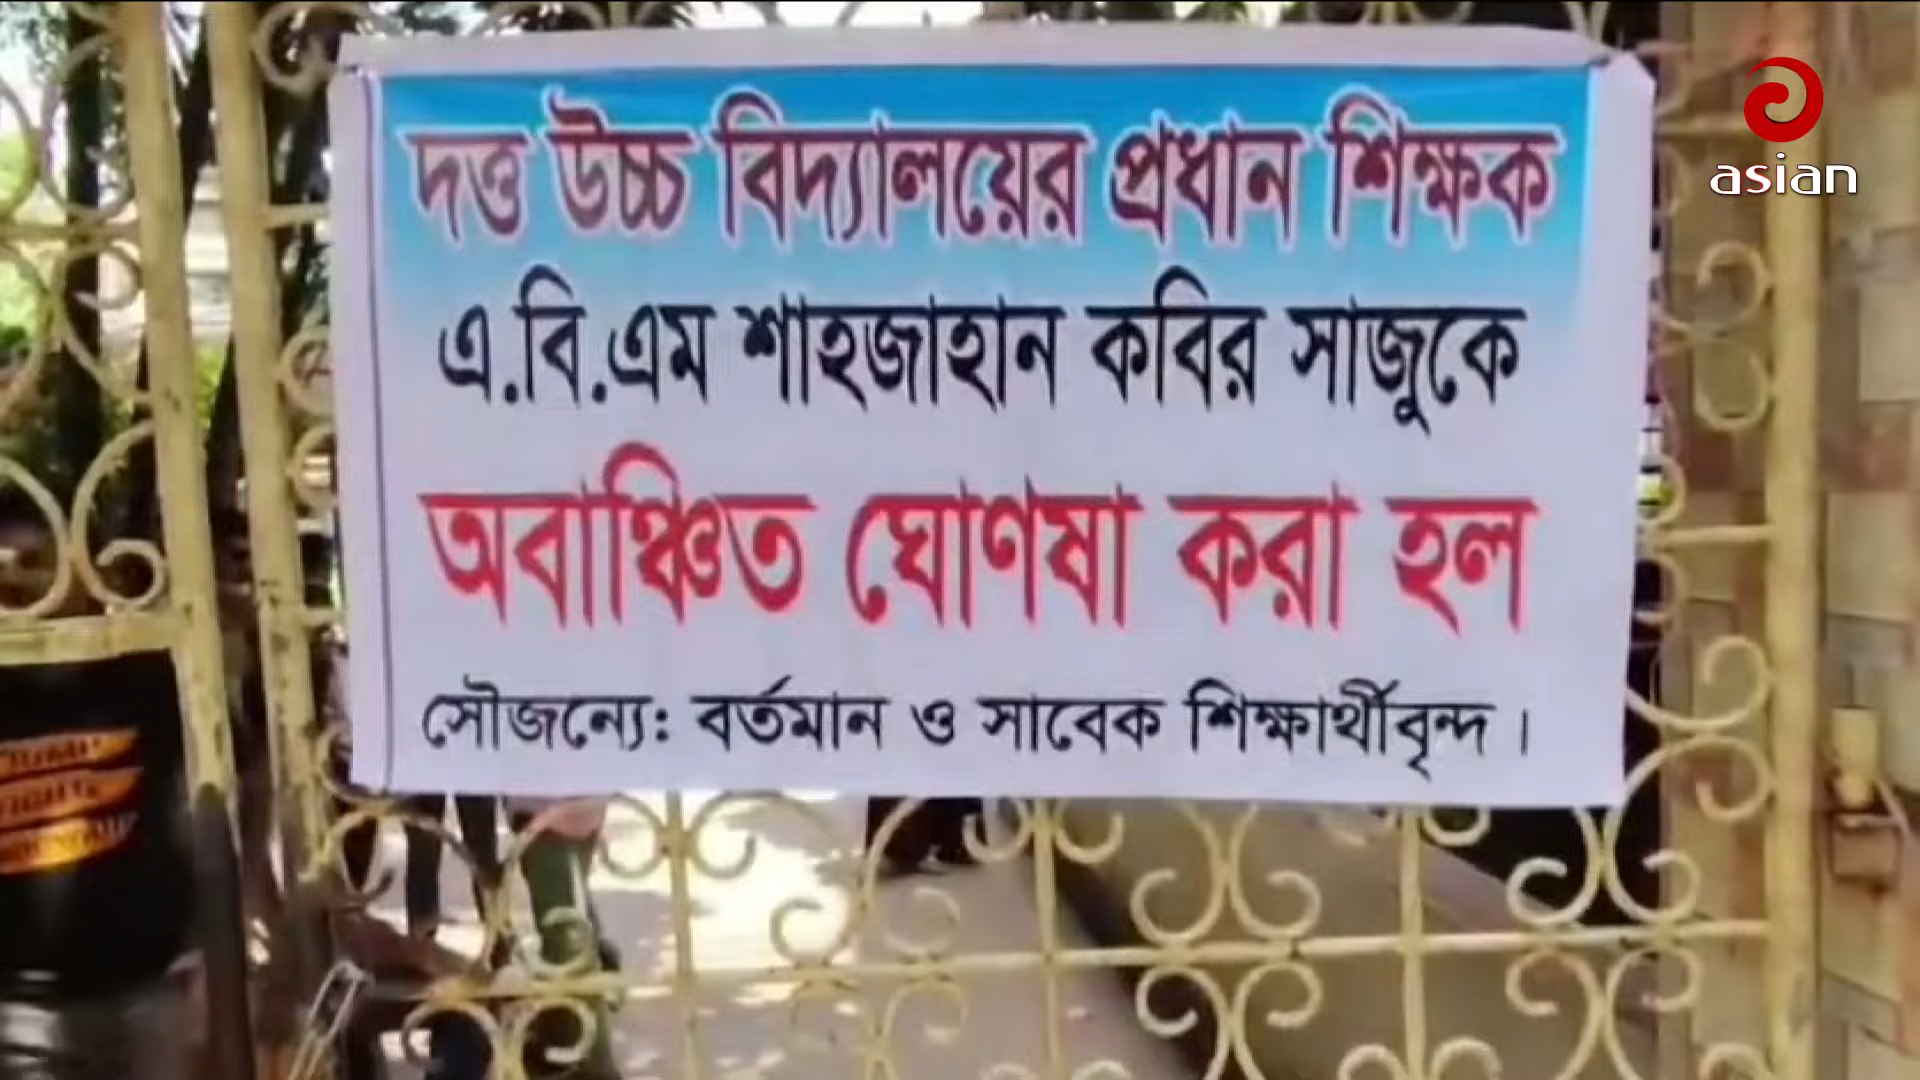 দত্ত উচ্চ বিদ্যালয়ের প্রধান শিক্ষক
এ.বি.এম শাহজাহান কবির সাজুকে
অবাঞ্চিত ঘোণষা করা হল
সৌজন্যেঃ বর্তমান ও সাবেক শিক্ষার্থীবৃন্দ।
asian